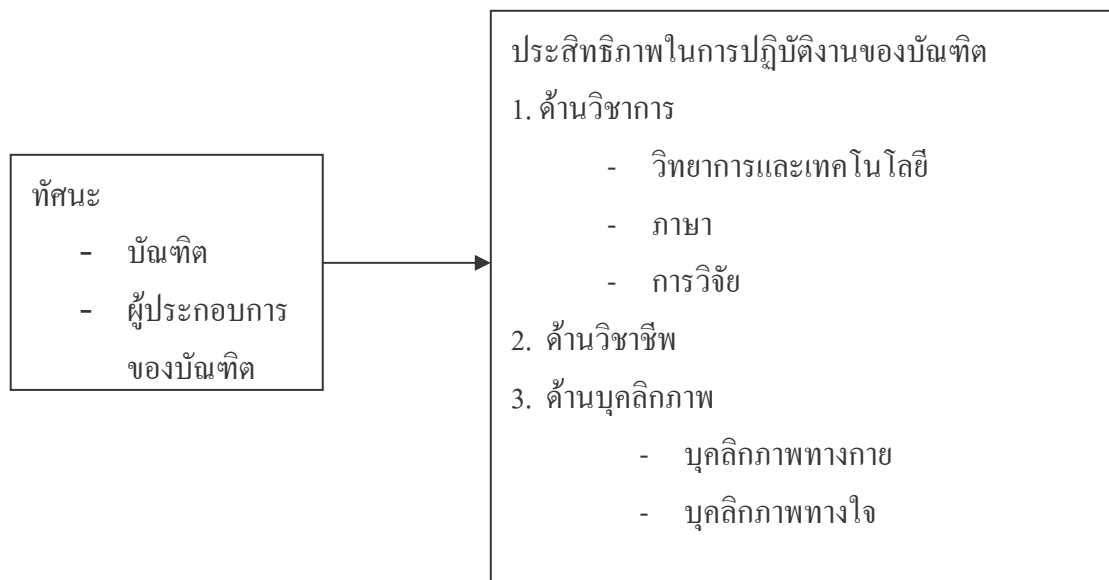 ทัศนะ
- บัณฑิต
- ผู้ประกอบการ
ของบัณฑิต
ประสิทธิภาพในการปฏิบัติงานของบัณฑิต
1. ด้านวิชาการ
- วิทยาการและเทคโนโลยี
- ภาษา
- การวิจัย
2. ด้านวิชาชีพ
3. ด้านบุคลิกภาพ
- บุคลิกภาพทางกาย
- บุคลิกภาพทางใจ